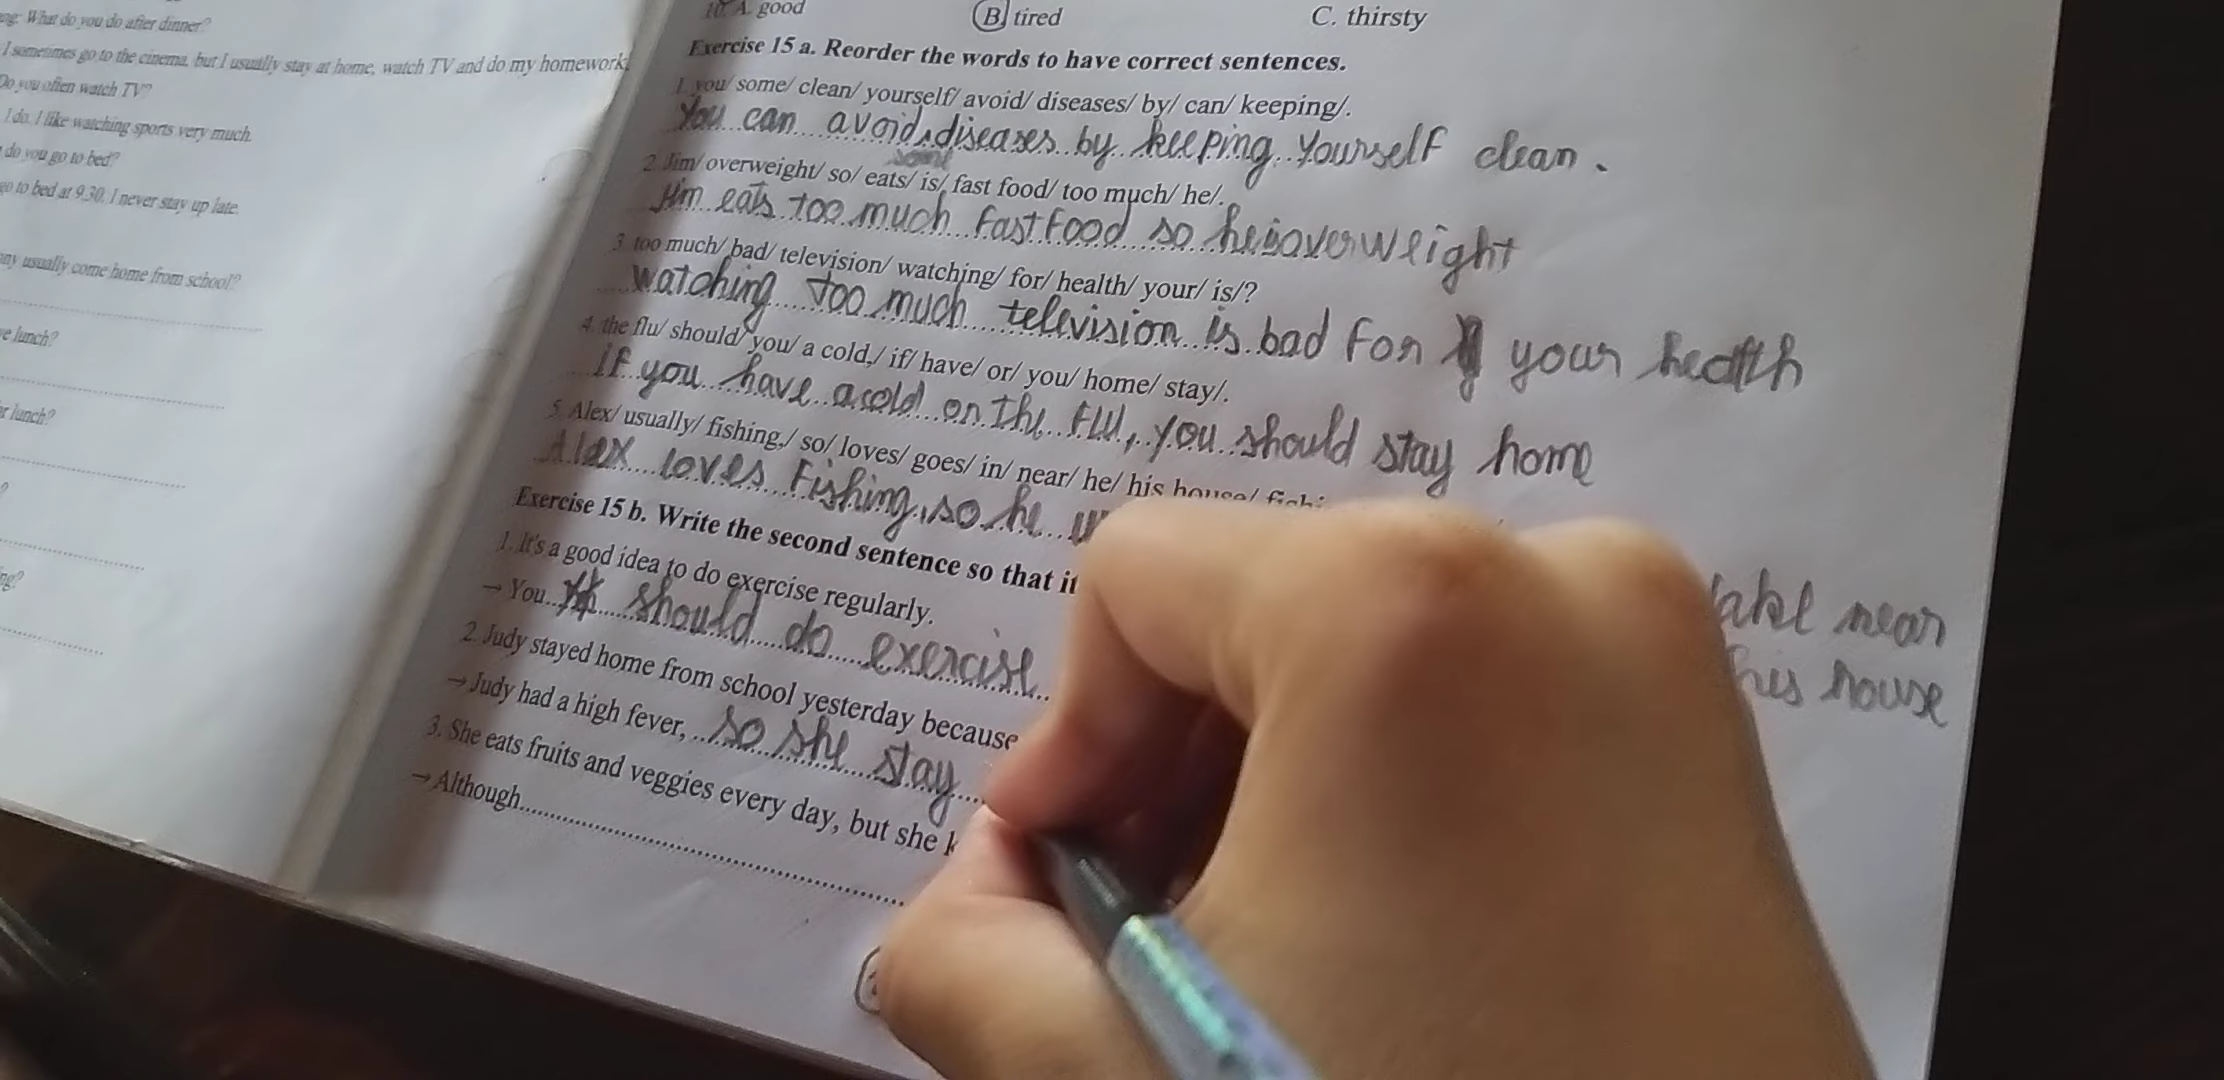 What do you do after dinner?
I sometimes go to the cinema, but I usually stay at home, watch TV and do my homework.
Do you often watch TV?
I do. I like watching sports very much.
do you go to bed?
go to bed at 9.30. I never stay up late.
usually come home from school?
lunch?
lunch?
10. A. good B. tired C. thirsty
Exercise 15 a. Reorder the words to have correct sentences.
1. you/ some/ clean/ yourself/ avoid/ diseases/ by/ can/ keeping/.
You can avoid some diseases by keeping yourself clean.
2. Jim/ overweight/ so/ eats/ is/ fast food/ too much/ he/.
Jim eats too much fast food so he is overweight
3. too much/ bad/ television/ watching/ for/ health/ your/ is/?
watching too much television is bad for your health
4. the flu/ should/ you/ a cold,/ if/ have/ or/ you/ home/ stay/.
if you have a cold or the flu, you should stay home
5. Alex/ usually/ fishing,/ so/ loves/ goes/ in/ near/ he/ his house/
Alex loves fishing, so he
lake near
his house
Exercise 15 b. Write the second sentence so that it
1. It's a good idea to do exercise regularly.
→ You should do exercise
2. Judy stayed home from school yesterday because
→ Judy had a high fever, so she stay
3. She eats fruits and veggies every day, but she
→ Although